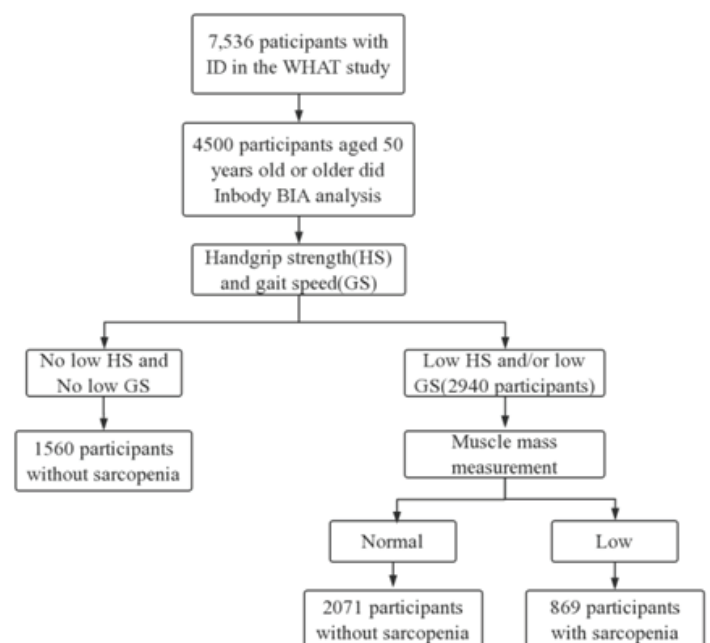 7,536 paticipants with
ID in the WHAT study
4500 participants aged 50
years old or older did
Inbody BIA analysis
Handgrip strength(HS)
and gait speed(GS)
No low HS and
No low GS
Low HS and/or low
GS(2940 participants)
1560 participants
without sarcopenia
Muscle mass
measurement
Normal
Low
2071 participants
without sarcopenia
869 participants
with sarcopenia